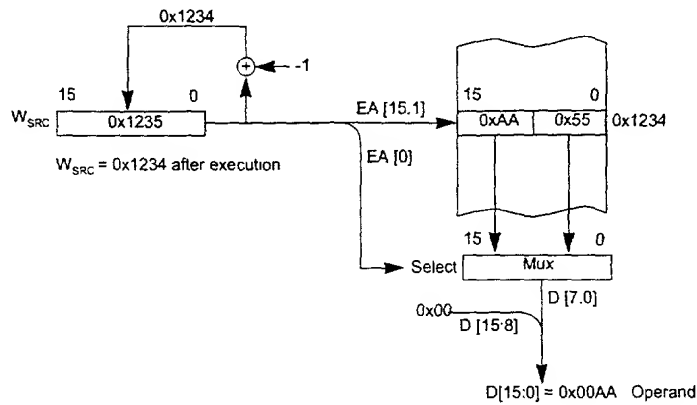 0x1234
+
-1
15 0
W_SRC 0x1235
W_SRC = 0x1234 after execution
EA [15.1]
EA [0]
15 0
0xAA 0x55 0x1234
15 0
Select Mux
D [7.0]
0x00
D [15:8]
D[15:0] = 0x00AA Operand